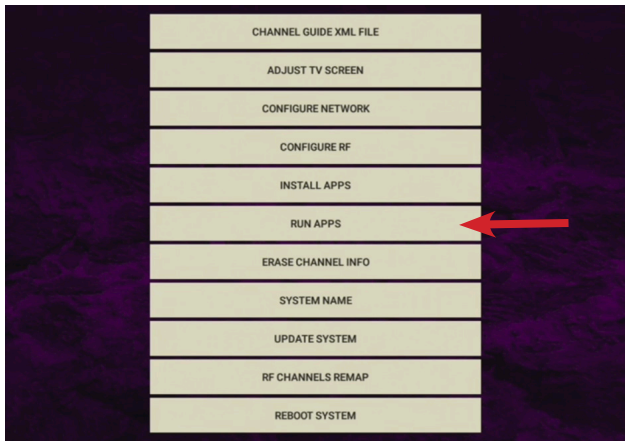 CHANNEL GUIDE XML FILE
ADJUST TV SCREEN
CONFIGURE NETWORK
CONFIGURE RF
INSTALL APPS
RUN APPS
ERASE CHANNEL INFO
SYSTEM NAME
UPDATE SYSTEM
RF CHANNELS REMAP
REBOOT SYSTEM